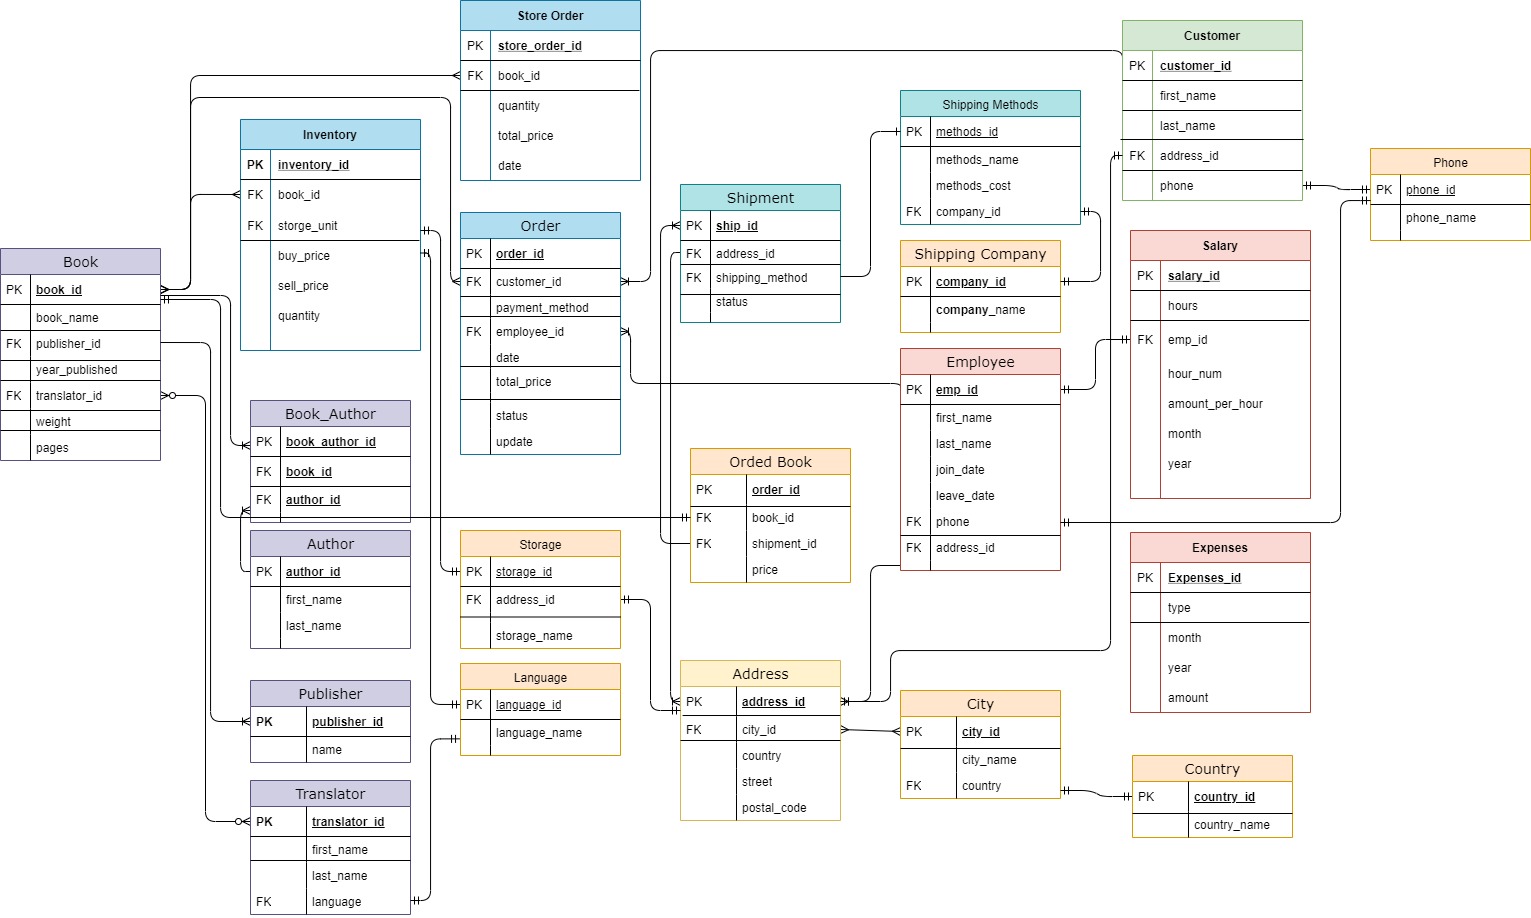 Store Order
PK store_order_id
FK book_id
quantity
total_price
date
Customer
PK customer_id
first_name
last_name
FK address_id
phone
Shipping Methods
PK methods_id
methods_name
methods_cost
FK company_id
Inventory
PK inventory_id
FK book_id
FK storge_unit
buy_price
sell_price
quantity
Phone
PK phone_id
phone_name
Shipment
PK ship_id
FK address_id
FK shipping_method
status
Order
PK order_id
FK customer_id
payment_method
FK employee_id
date
total_price
status
update
Salary
PK salary_id
hours
FK emp_id
hour_num
amount_per_hour
month
year
Shipping Company
PK company_id
company_name
Book
PK book_id
book_name
FK publisher_id
year_published
FK translator_id
weight
pages
Employee
PK emp_id
first_name
last_name
join_date
leave_date
FK phone
FK address_id
Book_Author
PK book_author_id
FK book_id
FK author_id
Orded Book
PK order_id
FK book_id
FK shipment_id
price
Author
PK author_id
first_name
last_name
Storage
PK storage_id
FK address_id
storage_name
Expenses
PK Expenses_id
type
month
year
amount
Address
PK address_id
FK city_id
country
street
postal_code
Language
PK language_id
language_name
Publisher
PK publisher_id
name
City
PK city_id
city_name
FK country
Country
PK country_id
country_name
Translator
PK translator_id
first_name
last_name
FK language